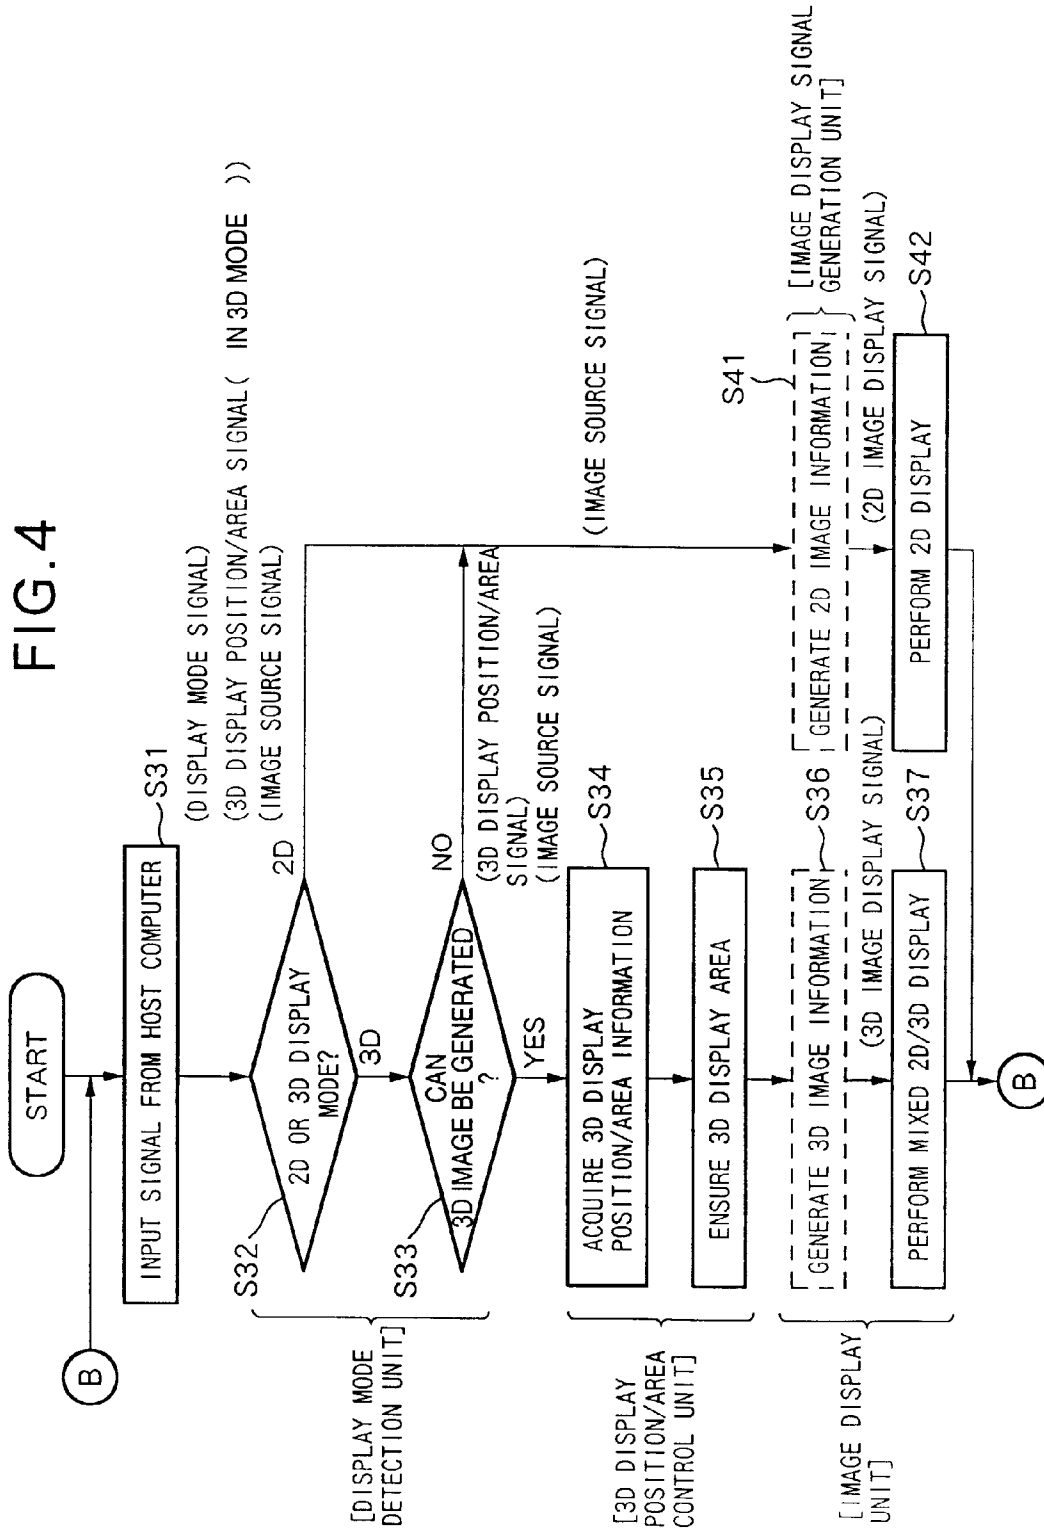 FIG. 4
START
B
INPUT SIGNAL FROM HOST COMPUTER
S31
(DISPLAY MODE SIGNAL)
(3D DISPLAY POSITION/AREA SIGNAL( IN 3D MODE ))
(IMAGE SOURCE SIGNAL)
S32
2D OR 3D DISPLAY
MODE?
2D
3D
[DISPLAY MODE
DETECTION UNIT]
S33
CAN
3D IMAGE BE GENERATED
?
NO
YES
(3D DISPLAY POSITION/AREA
SIGNAL)
(IMAGE SOURCE SIGNAL)
(IMAGE SOURCE SIGNAL)
[3D DISPLAY
POSITION/AREA
CONTROL UNIT]
ACQUIRE 3D DISPLAY
POSITION/AREA INFORMATION
S34
ENSURE 3D DISPLAY AREA
S35
GENERATE 3D IMAGE INFORMATION
S36
(3D IMAGE DISPLAY SIGNAL)
S41
GENERATE 2D IMAGE INFORMATION
[IMAGE DISPLAY SIGNAL
GENERATION UNIT]
(2D IMAGE DISPLAY SIGNAL)
[IMAGE DISPLAY
UNIT]
PERFORM MIXED 2D/3D DISPLAY
S37
PERFORM 2D DISPLAY
S42
B